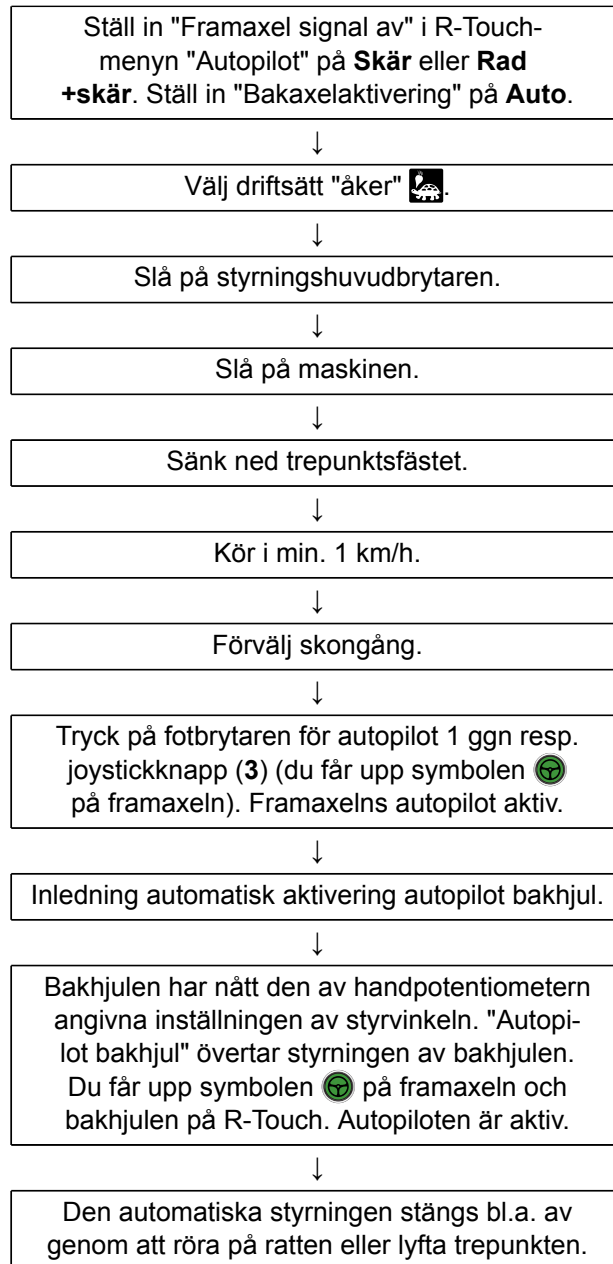 Ställ in "Framaxel signal av" i R-Touch-
menyn "Autopilot" på Skär eller Rad
+skär. Ställ in "Bakaxelaktivering" på Auto.
↓
Välj driftsätt "åker" .
↓
Slå på styrningshuvudbrytaren.
↓
Slå på maskinen.
↓
Sänk ned trepunktsfästet.
↓
Kör i min. 1 km/h.
↓
Förvälj skongång.
↓
Tryck på fotbrytaren för autopilot 1 ggn resp.
joystickknapp (3) (du får upp symbolen
på framaxeln). Framaxelns autopilot aktiv.
↓
Inledning automatisk aktivering autopilot bakhjul.
↓
Bakhjulen har nått den av handpotentiometern
angivna inställningen av styrvinkeln. "Autopi-
lot bakhjul" övertar styrningen av bakhjulen.
Du får upp symbolen på framaxeln och
bakhjulen på R-Touch. Autopiloten är aktiv.
↓
Den automatiska styrningen stängs bl.a. av
genom att röra på ratten eller lyfta trepunkten.